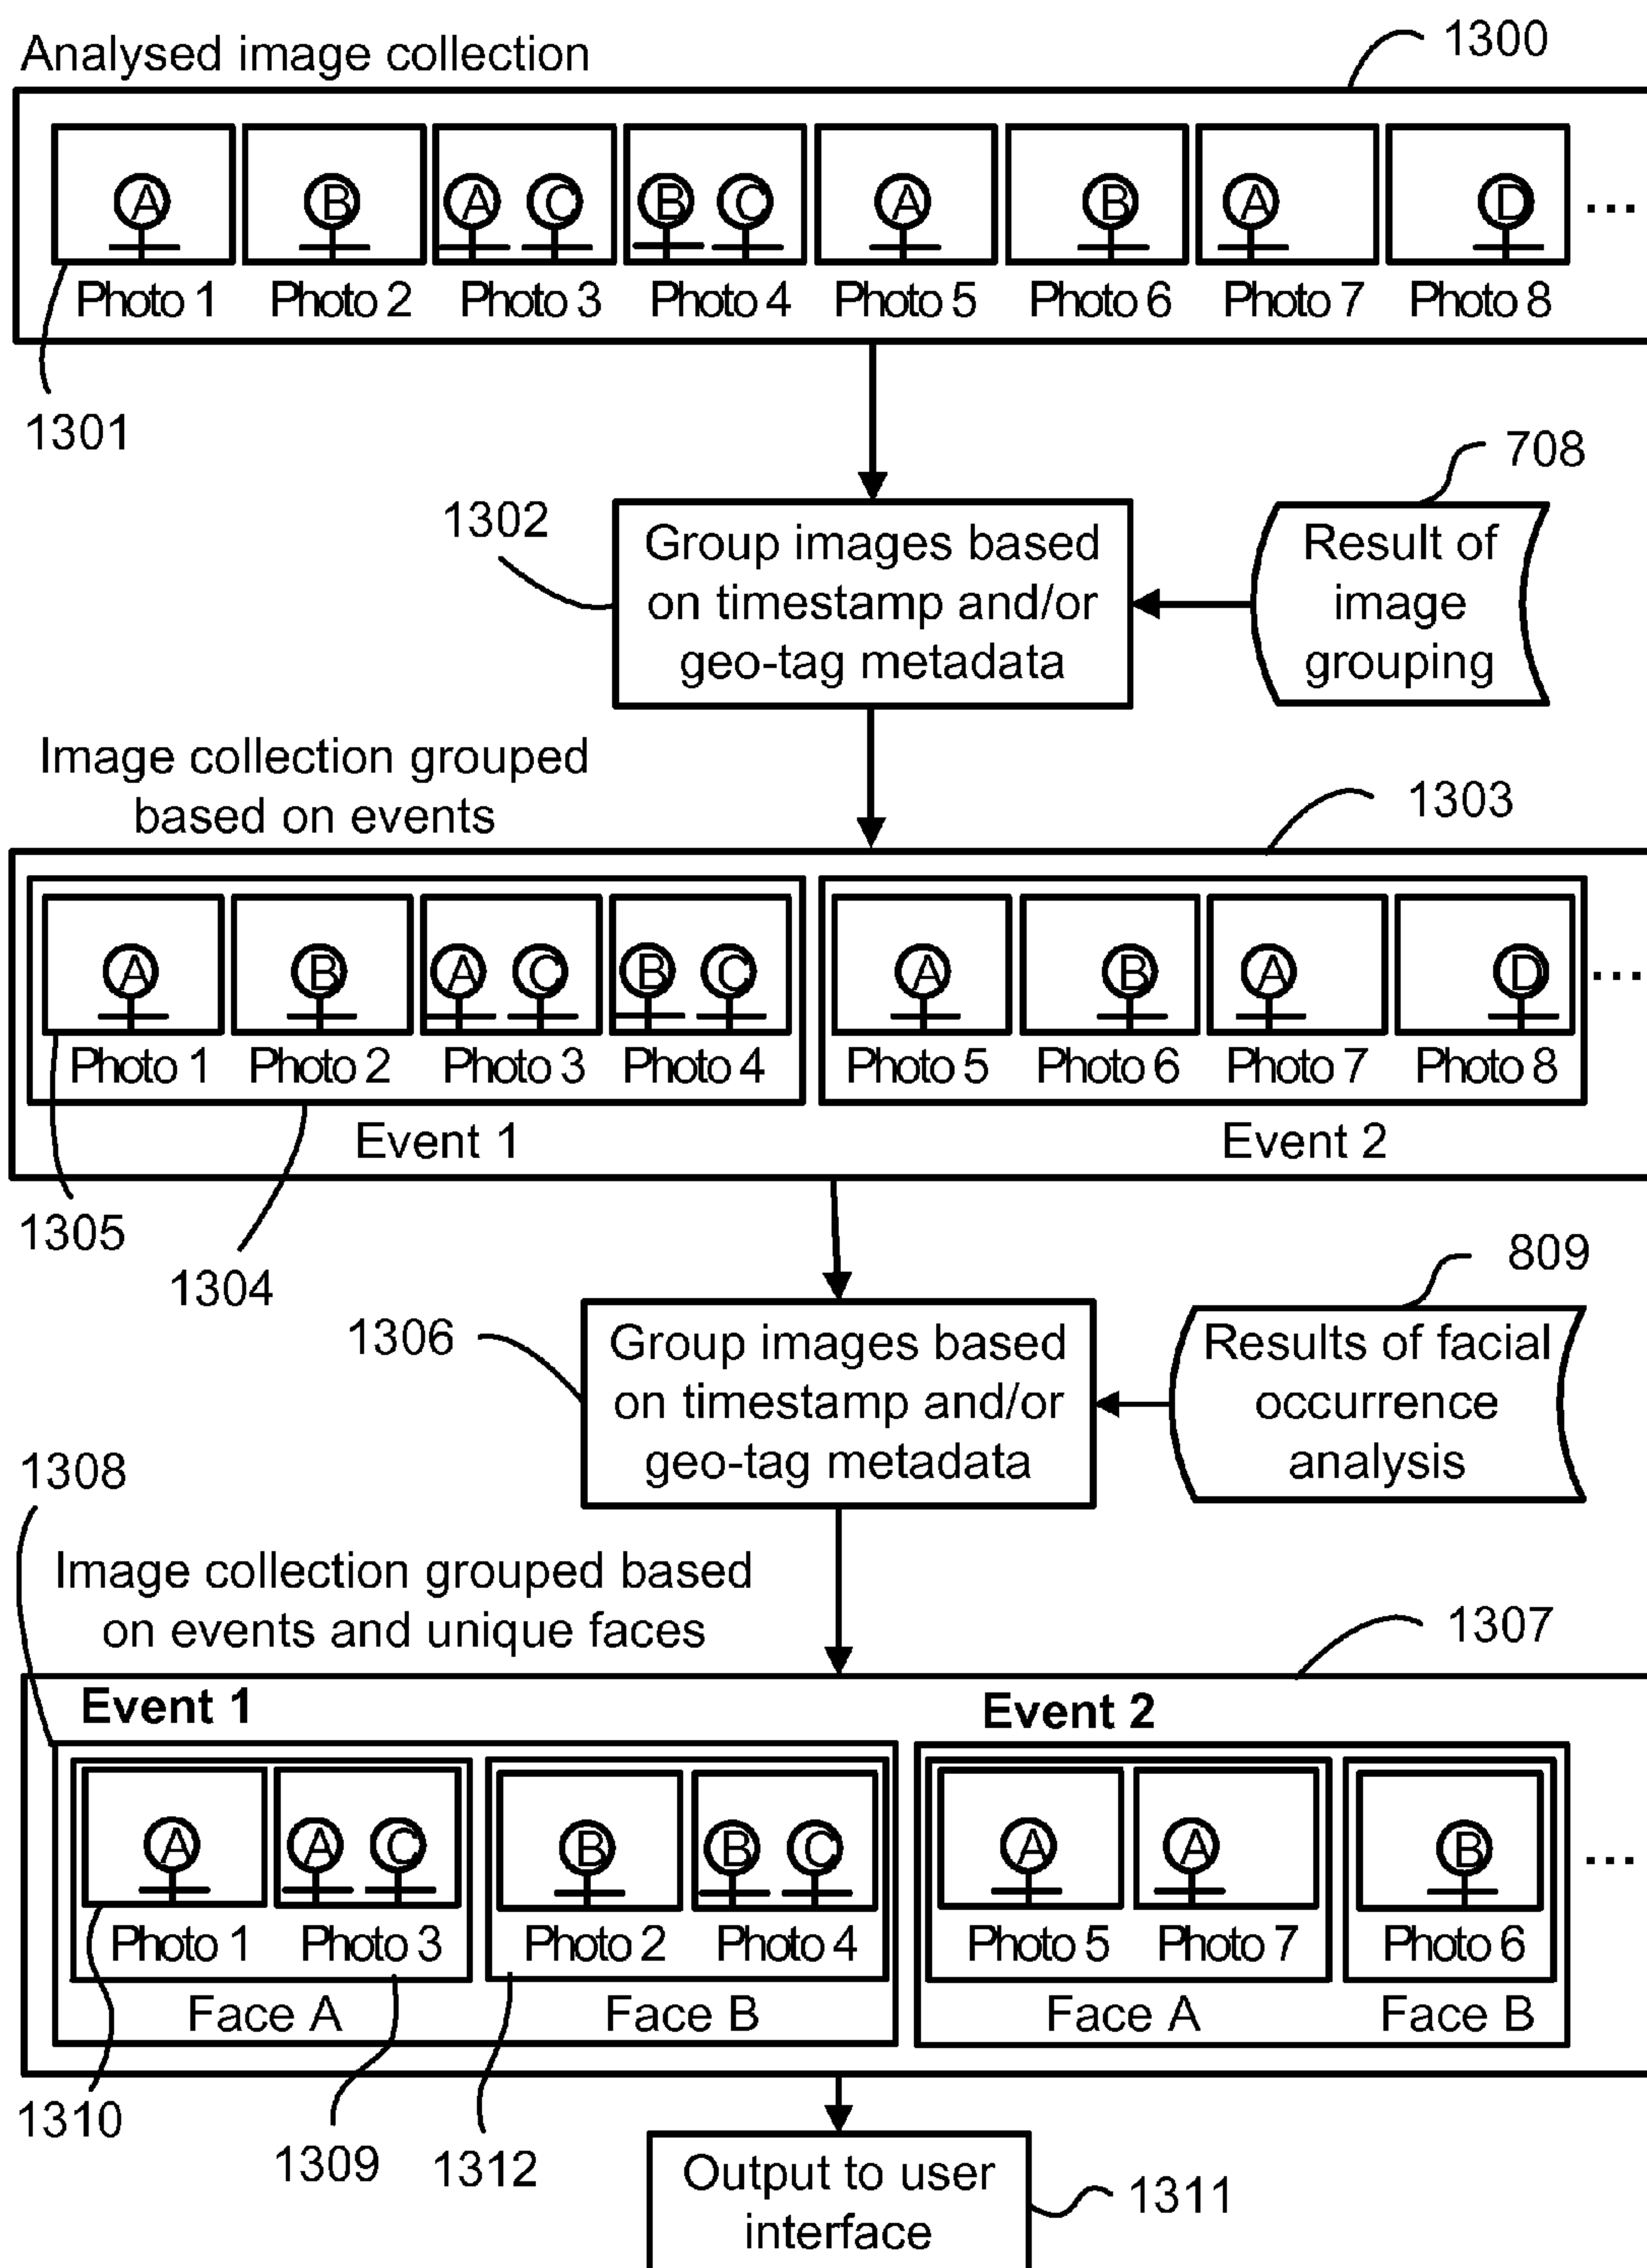 Analysed image collection
1300
A
B
A C
B C
A
B
A
D
...
Photo 1
Photo 2
Photo 3
Photo 4
Photo 5
Photo 6
Photo 7
Photo 8
1301
708
1302
Group images based
on timestamp and/or
geo-tag metadata
Result of
image
grouping
Image collection grouped
based on events
1303
A
B
A C
B C
A
B
A
D
...
Photo 1
Photo 2
Photo 3
Photo 4
Photo 5
Photo 6
Photo 7
Photo 8
Event 1
Event 2
1305
1304
809
1306
Group images based
on timestamp and/or
geo-tag metadata
Results of facial
occurrence
analysis
1308
Image collection grouped based
on events and unique faces
1307
Event 1
Event 2
A
A C
B
B C
A
A
B
...
Photo 1
Photo 3
Photo 2
Photo 4
Photo 5
Photo 7
Photo 6
Face A
Face B
Face A
Face B
1310
1309
1312
Output to user
interface
1311